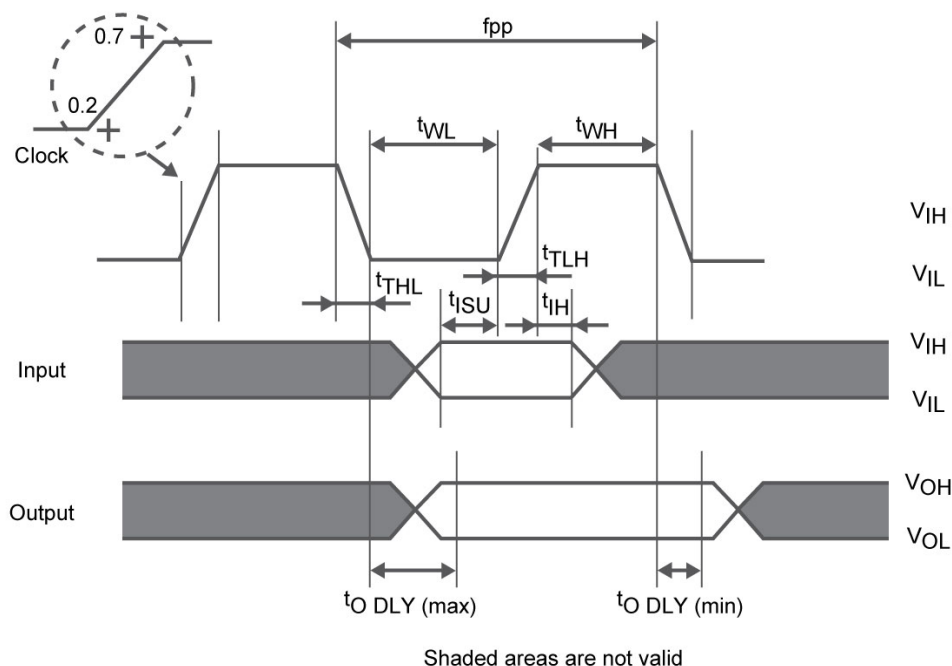 0.7
0.2
Clock
fpp
tWL
tWH
VIH
VIL
tTHL
tTLH
tISU
tIH
Input
VIH
VIL
Output
VOH
VOL
tO DLY (max)
tO DLY (min)
Shaded areas are not valid